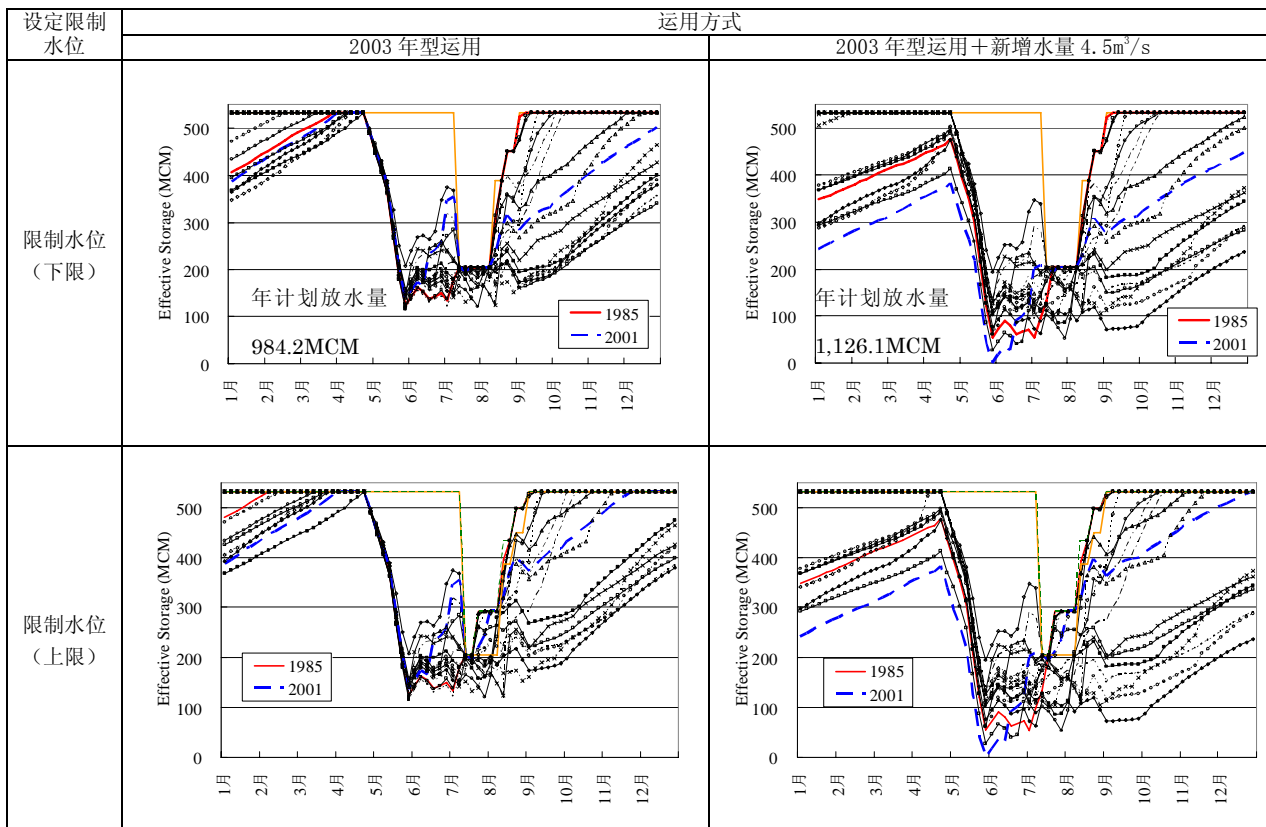 设定限制
水位
运用方式
2003 年型运用
2003 年型运用＋新增水量 4.5m³/s
限制水位
（下限）
Effective Storage (MCM)
500
400
300
200
100
0
年计划放水量
984.2MCM
1985
2001
1月
2月
3月
4月
5月
6月
7月
8月
9月
10月
11月
12月
Effective Storage (MCM)
500
400
300
200
100
0
年计划放水量
1,126.1MCM
1985
2001
1月
2月
3月
4月
5月
6月
7月
8月
9月
10月
11月
12月
限制水位
（上限）
Effective Storage (MCM)
500
400
300
200
100
0
1985
2001
1月
2月
3月
4月
5月
6月
7月
8月
9月
10月
11月
12月
Effective Storage (MCM)
500
400
300
200
100
0
1985
2001
1月
2月
3月
4月
5月
6月
7月
8月
9月
10月
11月
12月